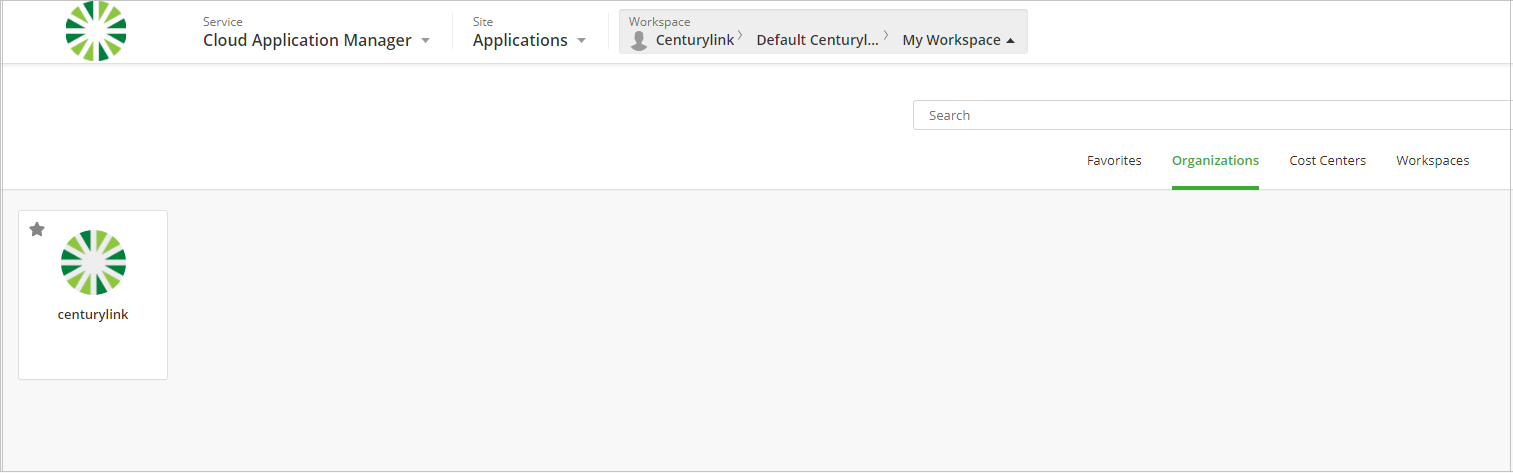 Service
Cloud Application Manager
Site
Applications
Workspace
Centurylink
Default Centuryl...
My Workspace
Search
Favorites
Organizations
Cost Centers
Workspaces
centurylink